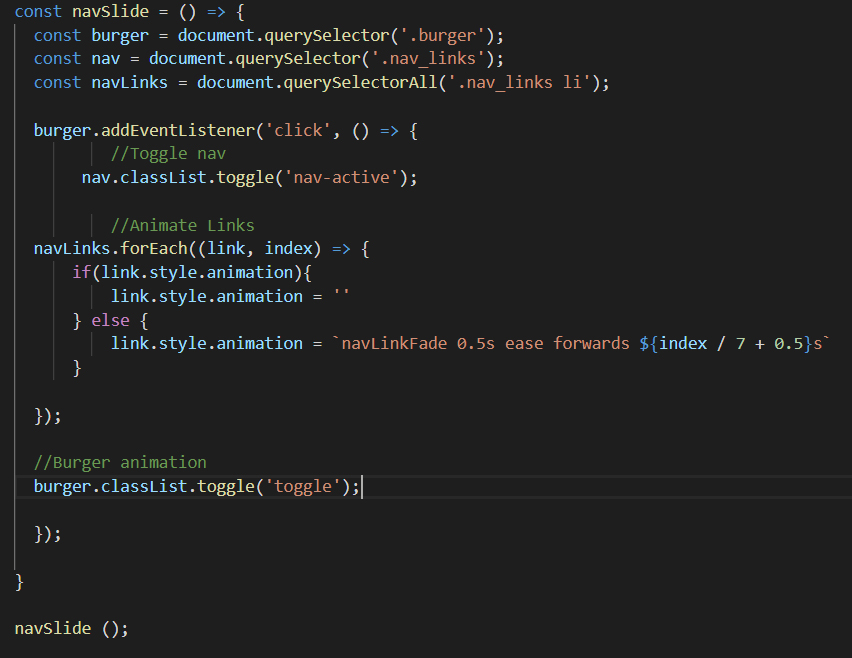 const navSlide = () => {
  const burger = document.querySelector('.burger');
  const nav = document.querySelector('.nav_links');
  const navLinks = document.querySelectorAll('.nav_links li');

  burger.addEventListener('click', () => {
          //Toggle nav
       nav.classList.toggle('nav-active');

          //Animate Links
  navLinks.forEach((link, index) => {
      if(link.style.animation){
          link.style.animation = ''
      } else {
          link.style.animation = `navLinkFade 0.5s ease forwards ${index / 7 + 0.5}s`
      }

  });

  //Burger animation
  burger.classList.toggle('toggle');

  });

}

navSlide ();